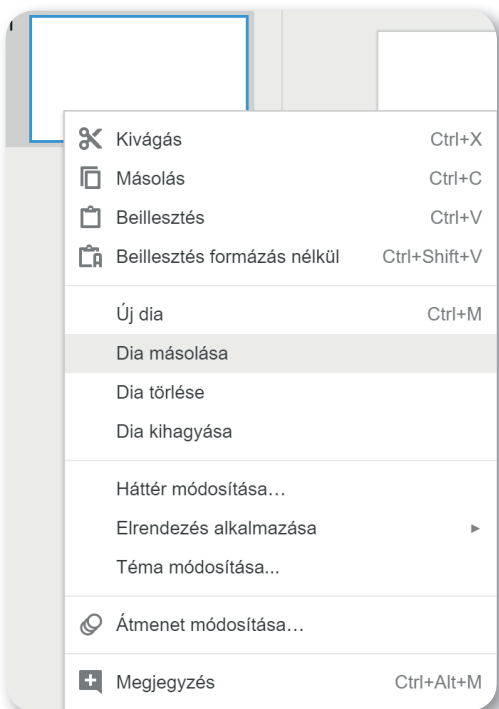 Kivágás Ctrl+X
Másolás Ctrl+C
Beillesztés Ctrl+V
Beillesztés formázás nélkül Ctrl+Shift+V
Új dia Ctrl+M
Dia másolása
Dia törlése
Dia kihagyása
Háttér módosítása…
Elrendezés alkalmazása
Téma módosítása...
Átmenet módosítása…
Megjegyzés Ctrl+Alt+M